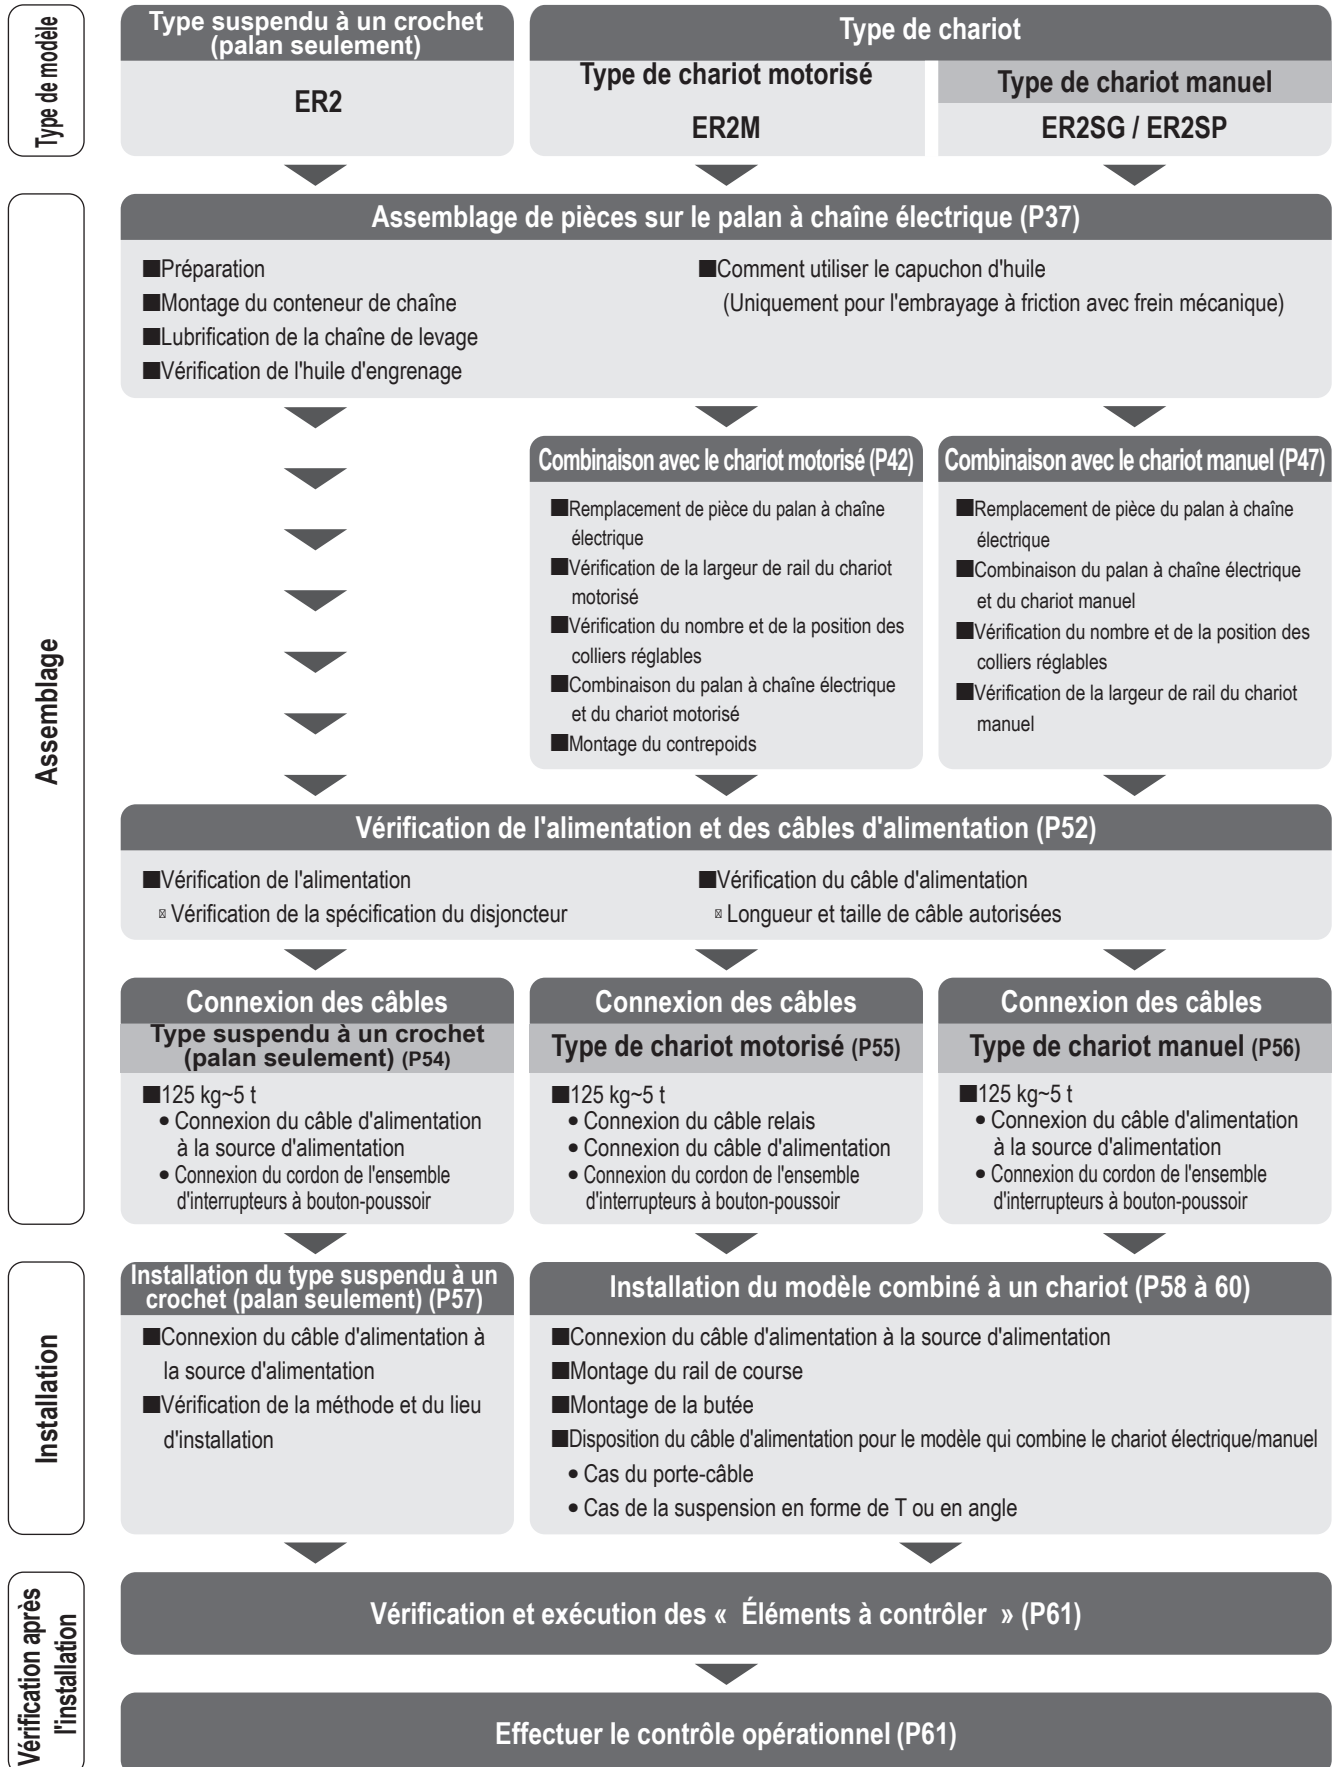 Type de modèle
Type suspendu à un crochet
(palan seulement)
ER2
Type de chariot
Type de chariot motorisé
ER2M
Type de chariot manuel
ER2SG / ER2SP
Assemblage
Assemblage de pièces sur le palan à chaîne électrique (P37)
■Préparation
■Montage du conteneur de chaîne
■Lubrification de la chaîne de levage
■Vérification de l'huile d'engrenage
■Comment utiliser le capuchon d'huile
(Uniquement pour l'embrayage à friction avec frein mécanique)
Combinaison avec le chariot motorisé (P42)
■Remplacement de pièce du palan à chaîne
électrique
■Vérification de la largeur de rail du chariot
motorisé
■Vérification du nombre et de la position des
colliers réglables
■Combinaison du palan à chaîne électrique
et du chariot motorisé
■Montage du contrepoids
Combinaison avec le chariot manuel (P47)
■Remplacement de pièce du palan à chaîne
électrique
■Combinaison du palan à chaîne électrique
et du chariot manuel
■Vérification du nombre et de la position des
colliers réglables
■Vérification de la largeur de rail du chariot
manuel
Vérification de l'alimentation et des câbles d'alimentation (P52)
■Vérification de l'alimentation
Vérification de la spécification du disjoncteur
■Vérification du câble d'alimentation
Longueur et taille de câble autorisées
Connexion des câbles
Type suspendu à un crochet
(palan seulement) (P54)
■125 kg~5 t
• Connexion du câble d'alimentation
à la source d'alimentation
• Connexion du cordon de l'ensemble
d'interrupteurs à bouton-poussoir
Connexion des câbles
Type de chariot motorisé (P55)
■125 kg~5 t
• Connexion du câble relais
• Connexion du câble d'alimentation
• Connexion du cordon de l'ensemble
d'interrupteurs à bouton-poussoir
Connexion des câbles
Type de chariot manuel (P56)
■125 kg~5 t
• Connexion du câble d'alimentation
à la source d'alimentation
• Connexion du cordon de l'ensemble
d'interrupteurs à bouton-poussoir
Installation
Installation du type suspendu à un
crochet (palan seulement) (P57)
■Connexion du câble d'alimentation à
la source d'alimentation
■Vérification de la méthode et du lieu
d'installation
Installation du modèle combiné à un chariot (P58 à 60)
■Connexion du câble d'alimentation à la source d'alimentation
■Montage du rail de course
■Montage de la butée
■Disposition du câble d'alimentation pour le modèle qui combine le chariot électrique/manuel
• Cas du porte-câble
• Cas de la suspension en forme de T ou en angle
Vérification après
l'installation
Vérification et exécution des « Éléments à contrôler » (P61)
Effectuer le contrôle opérationnel (P61)